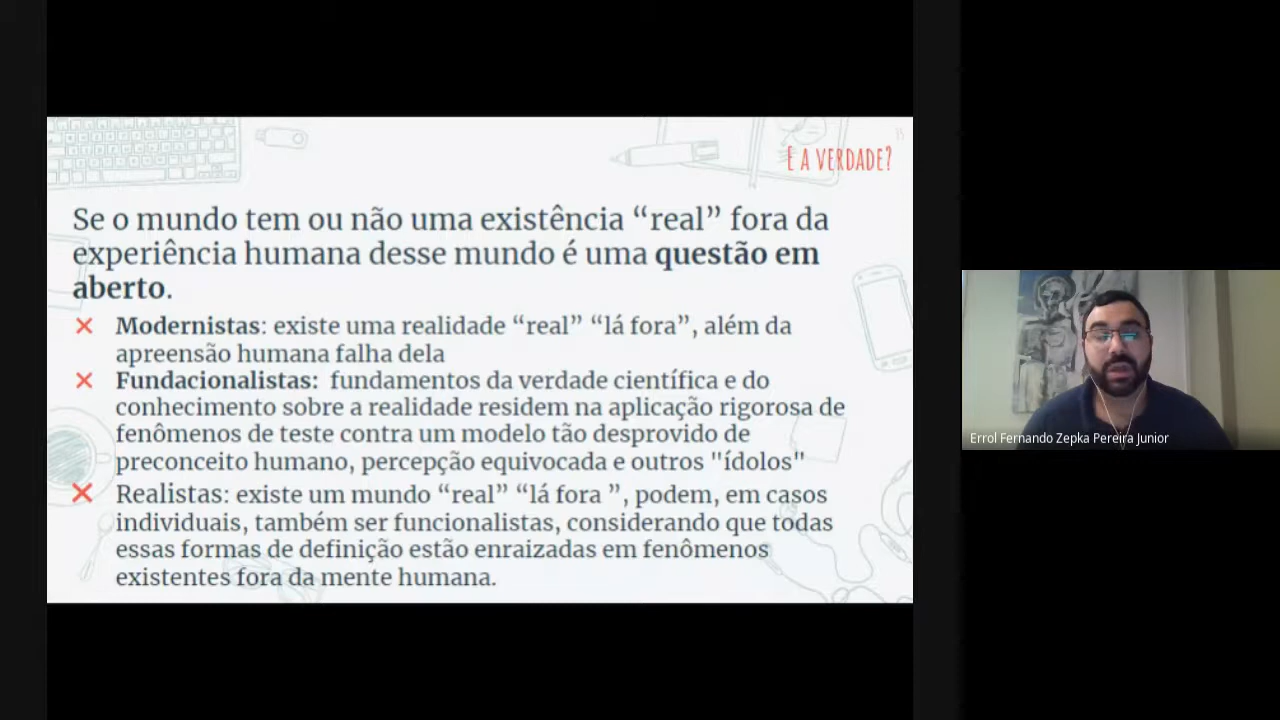 E A VERDADE?
Se o mundo tem ou não uma existência “real” fora da
experiência humana desse mundo é uma questão em
aberto.
Modernistas: existe uma realidade “real” “lá fora”, além da
apreensão humana falha dela
Fundacionalistas: fundamentos da verdade científica e do
conhecimento sobre a realidade residem na aplicação rigorosa de
fenômenos de teste contra um modelo tão desprovido de
preconceito humano, percepção equivocada e outros "ídolos"
Realistas: existe um mundo “real” “lá fora ”, podem, em casos
individuais, também ser funcionalistas, considerando que todas
essas formas de definição estão enraizadas em fenômenos
existentes fora da mente humana.
Errol Fernando Zepka Pereira Junior